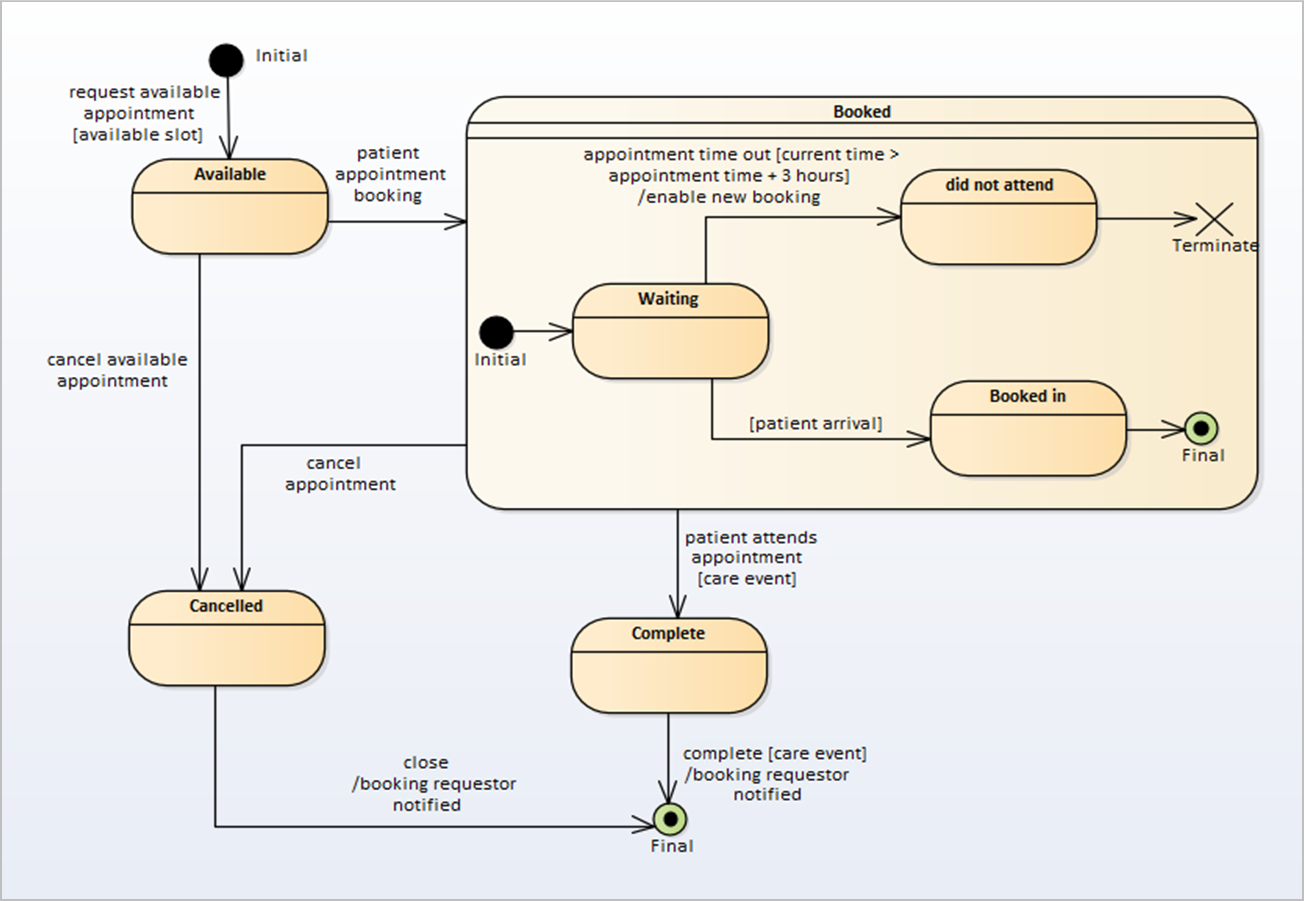 Initial
request available
appointment
[available slot]
Available
patient
appointment
booking
Booked
appointment time out [current time >
appointment time + 3 hours]
/enable new booking
did not attend
Terminate
Waiting
Initial
[patient arrival]
Booked in
Final
cancel available
appointment
cancel
appointment
patient attends
appointment
[care event]
Cancelled
Complete
close
/booking requestor
notified
complete [care event]
/booking requestor
notified
Final